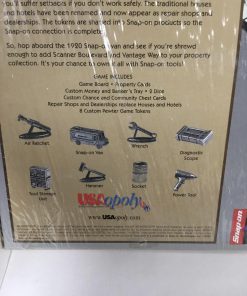 you'll suffer setbacks if you don't work safely. The traditional houses
and hotels have been renamed and now appear as repair shops and
dealerships. The tokens are shaped into Snap-on products so the
Snap-on connection is complete.
So, hop aboard the 1920 Snap-on van and see if you're shrewd
enough to add Scanner Boulevard and Vantage Way to your property
collection. It's your chance to own it all with Snap-on tools!
GAME INCLUDES
Game Board • Property Cards
Custom Money and Banker's Tray • 2 Dice
Custom Chance and Community Chest Cards
Repair Shops and Dealerships replace Houses and Hotels
8 Custom Pewter Game Tokens
Air Ratchet
Snap-on Van
Wrench
Diagnostic
Scope
Tool Storage
Unit
Hammer
Socket
Power Tool
USAopoly
www.USAopoly.com
Snap-on